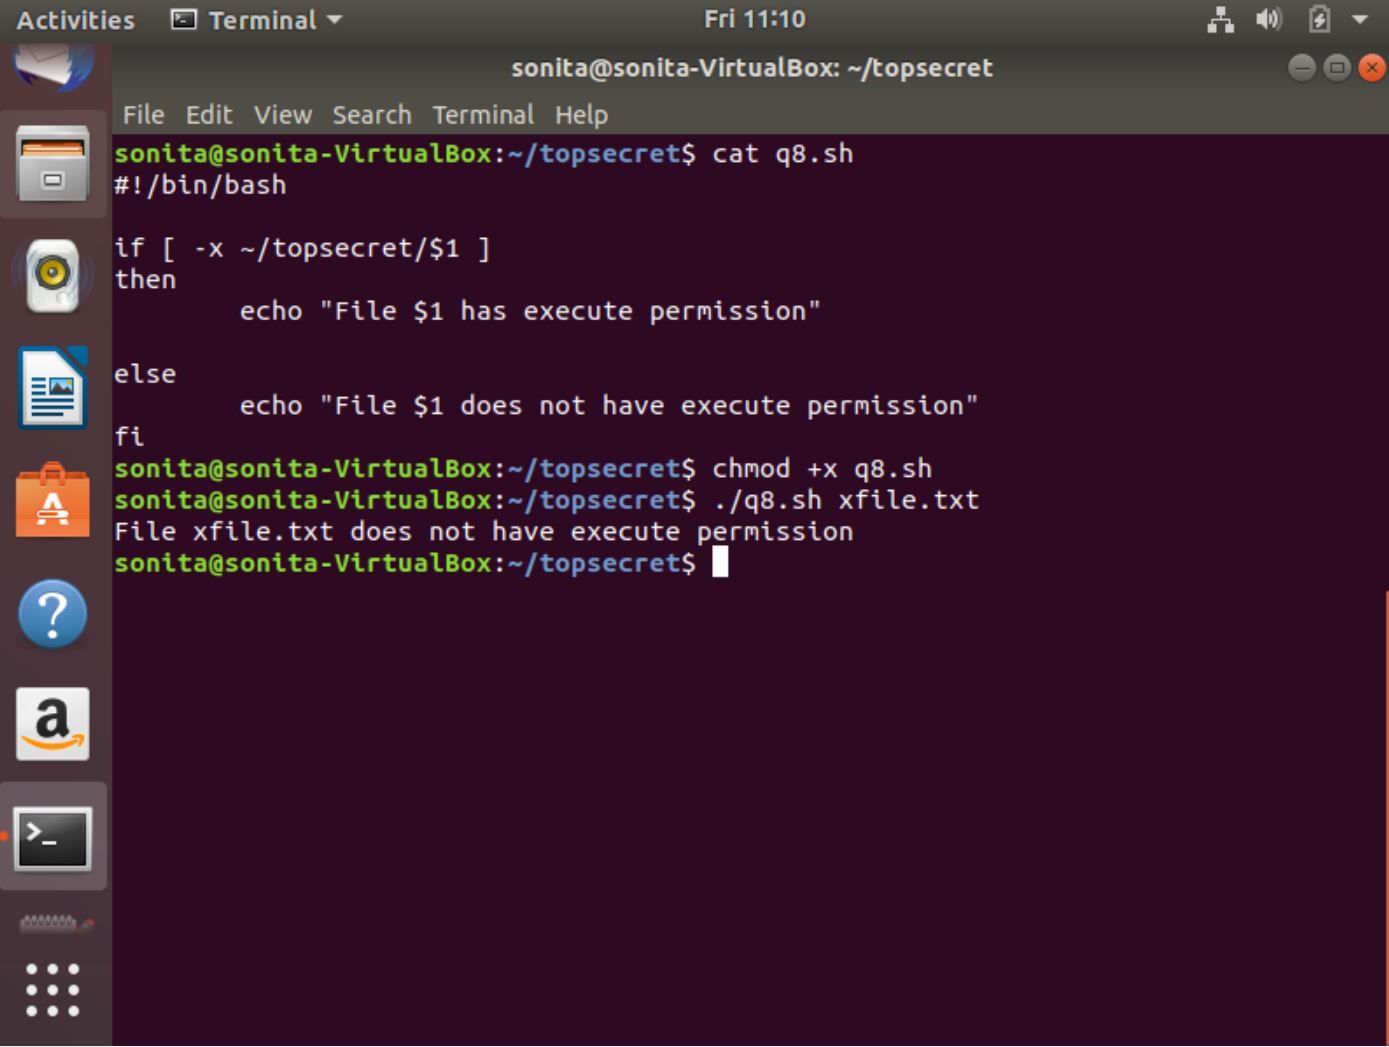 Activities Terminal Fri 11:10
sonita@sonita-VirtualBox: ~/topsecret
File Edit View Search Terminal Help
sonita@sonita-VirtualBox:~/topsecret$ cat q8.sh
#!/bin/bash
if [ -x ~/topsecret/$1 ]
then
        echo "File $1 has execute permission"
else
        echo "File $1 does not have execute permission"
fi
sonita@sonita-VirtualBox:~/topsecret$ chmod +x q8.sh
sonita@sonita-VirtualBox:~/topsecret$ ./q8.sh xfile.txt
File xfile.txt does not have execute permission
sonita@sonita-VirtualBox:~/topsecret$
A
?
a
>_